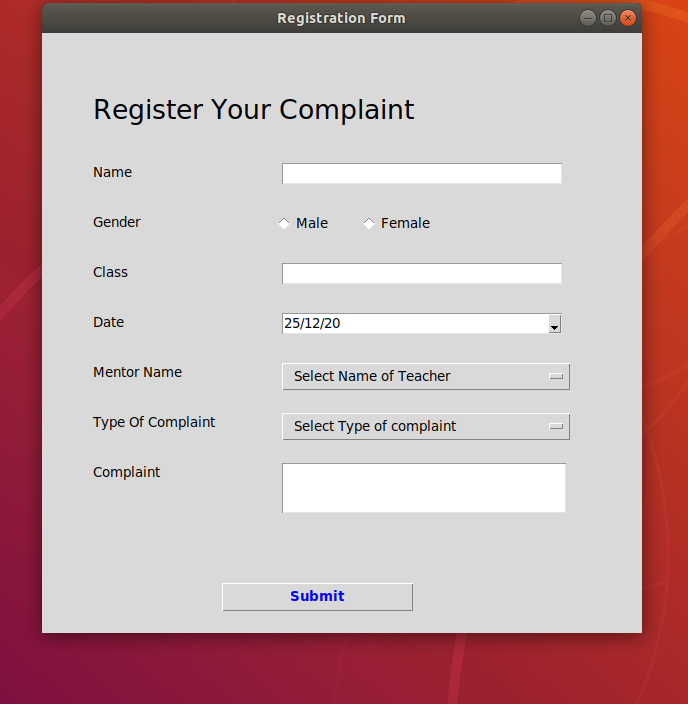 Registration Form
Register Your Complaint
Name
Gender Male Female
Class
Date 25/12/20
Mentor Name Select Name of Teacher
Type Of Complaint Select Type of complaint
Complaint
Submit